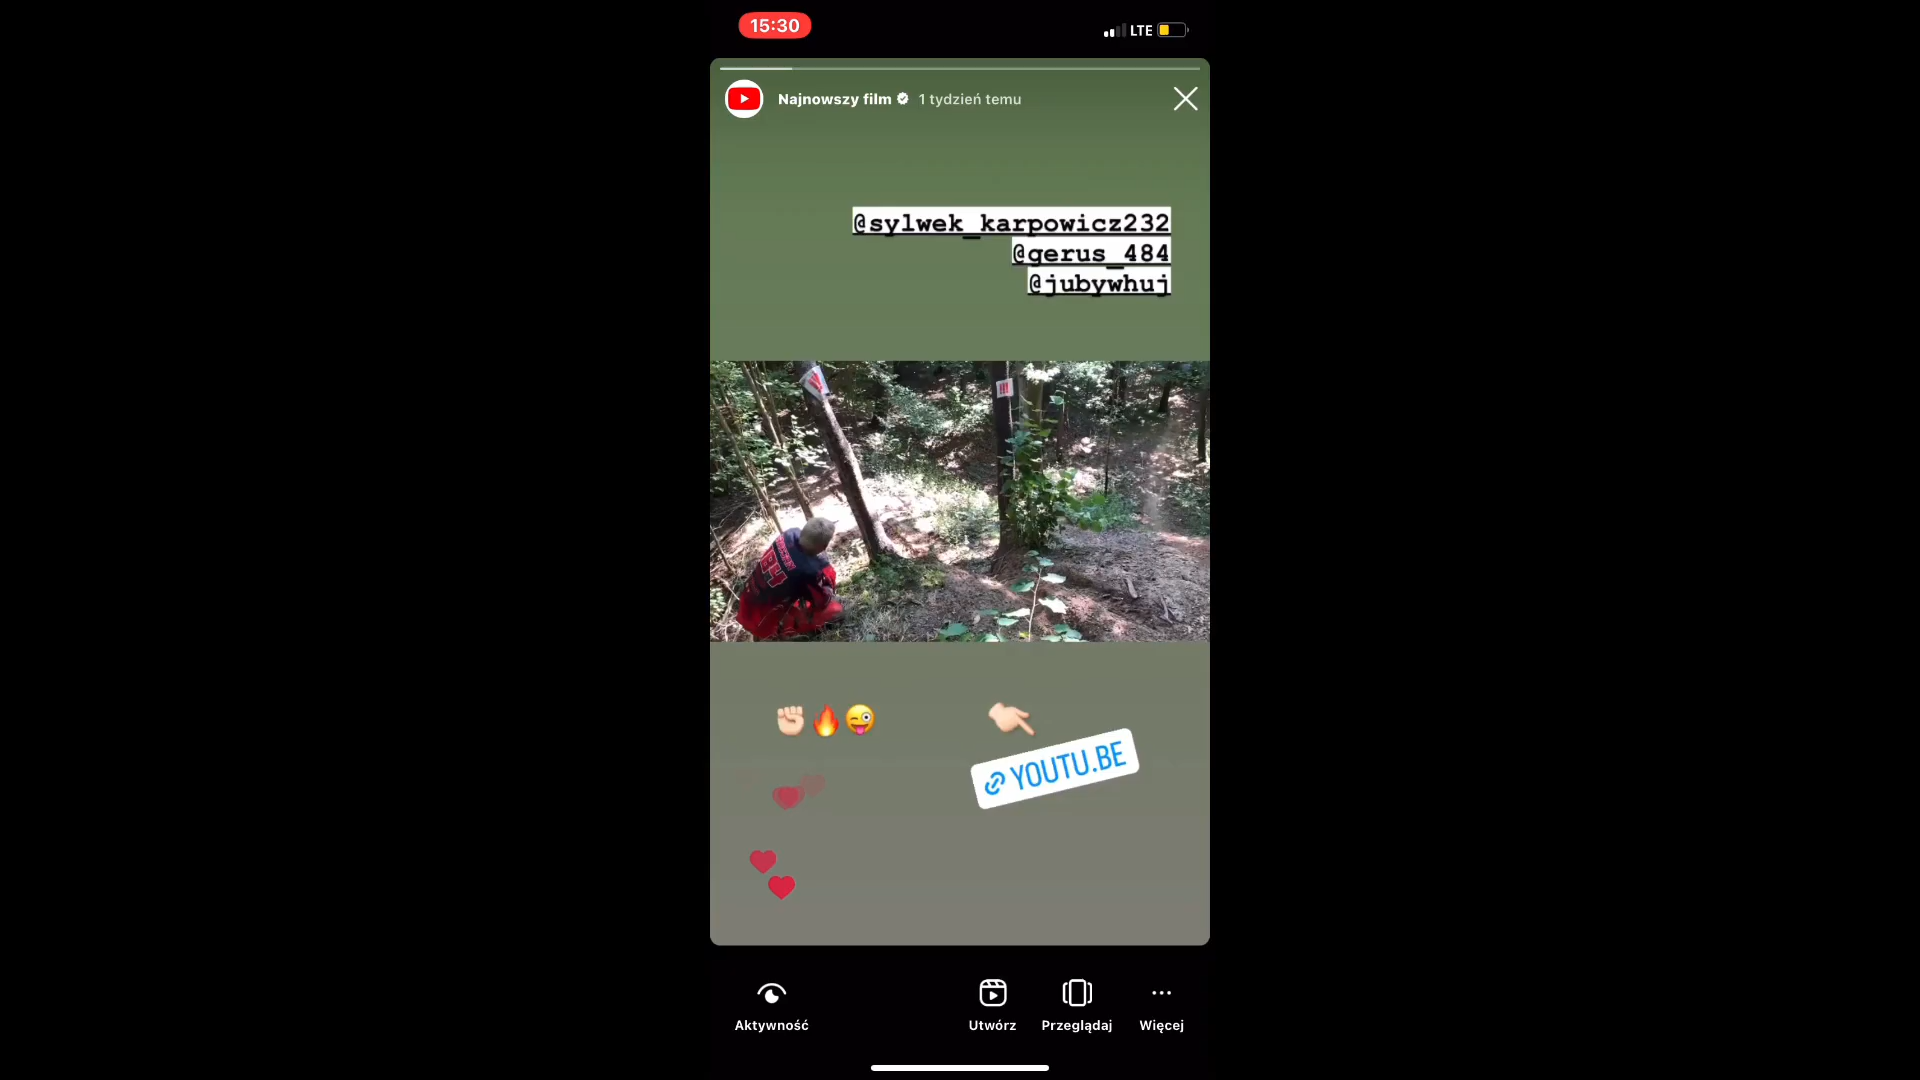 15:30
LTE
Najnowszy film 1 tydzień temu
@sylwek_karpowicz232
@gerus_484
@jubywhuj
YOUTU.BE
Aktywność
Utwórz
Przeglądaj
Więcej